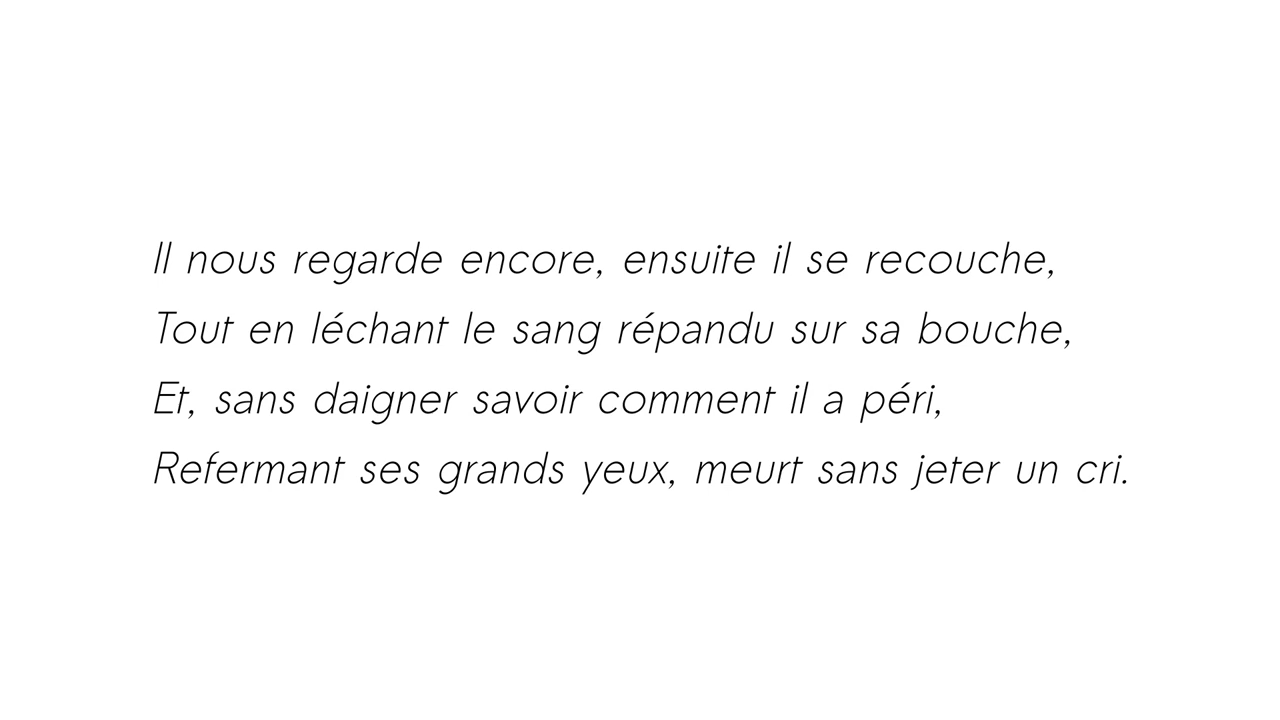 Il nous regarde encore, ensuite il se recouche,
Tout en léchant le sang répandu sur sa bouche,
Et, sans daigner savoir comment il a péri,
Refermant ses grands yeux, meurt sans jeter un cri.